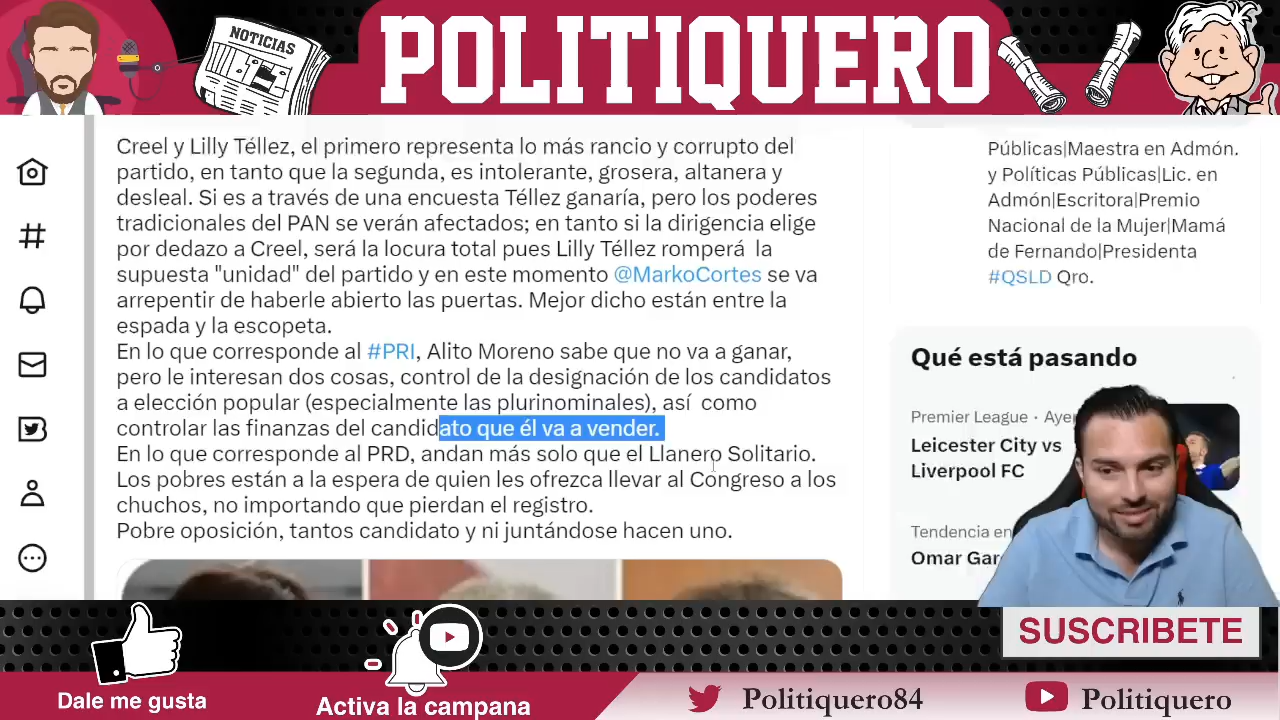 NOTICIAS
POLITIQUERO
Creel y Lilly Téllez, el primero representa lo más rancio y corrupto del
partido, en tanto que la segunda, es intolerante, grosera, altanera y
desleal. Si es a través de una encuesta Téllez ganaría, pero los poderes
tradicionales del PAN se verán afectados; en tanto si la dirigencia elige
por dedazo a Creel, será la locura total pues Lilly Téllez romperá la
supuesta "unidad" del partido y en este momento @MarkoCortes se va
arrepentir de haberle abierto las puertas. Mejor dicho están entre la
espada y la escopeta.
En lo que corresponde al #PRI, Alito Moreno sabe que no va a ganar,
pero le interesan dos cosas, control de la designación de los candidatos
a elección popular (especialmente las plurinominales), así como
controlar las finanzas del candidato que él va a vender.
En lo que corresponde al PRD, andan más solo que el Llanero Solitario.
Los pobres están a la espera de quien les ofrezca llevar al Congreso a los
chuchos, no importando que pierdan el registro.
Pobre oposición, tantos candidato y ni juntándose hacen uno.
Públicas|Maestra en Admón.
y Políticas Públicas|Lic. en
Admón|Escritora|Premio
Nacional de la Mujer|Mamá
de Fernando|Presidenta
#QSLD Qro.
Qué está pasando
Premier League · Ayer
Leicester City vs
Liverpool FC
Tendencia en
Omar
SUSCRIBETE
Dale me gusta
Activa la campana
Politiquero84
Politiquero